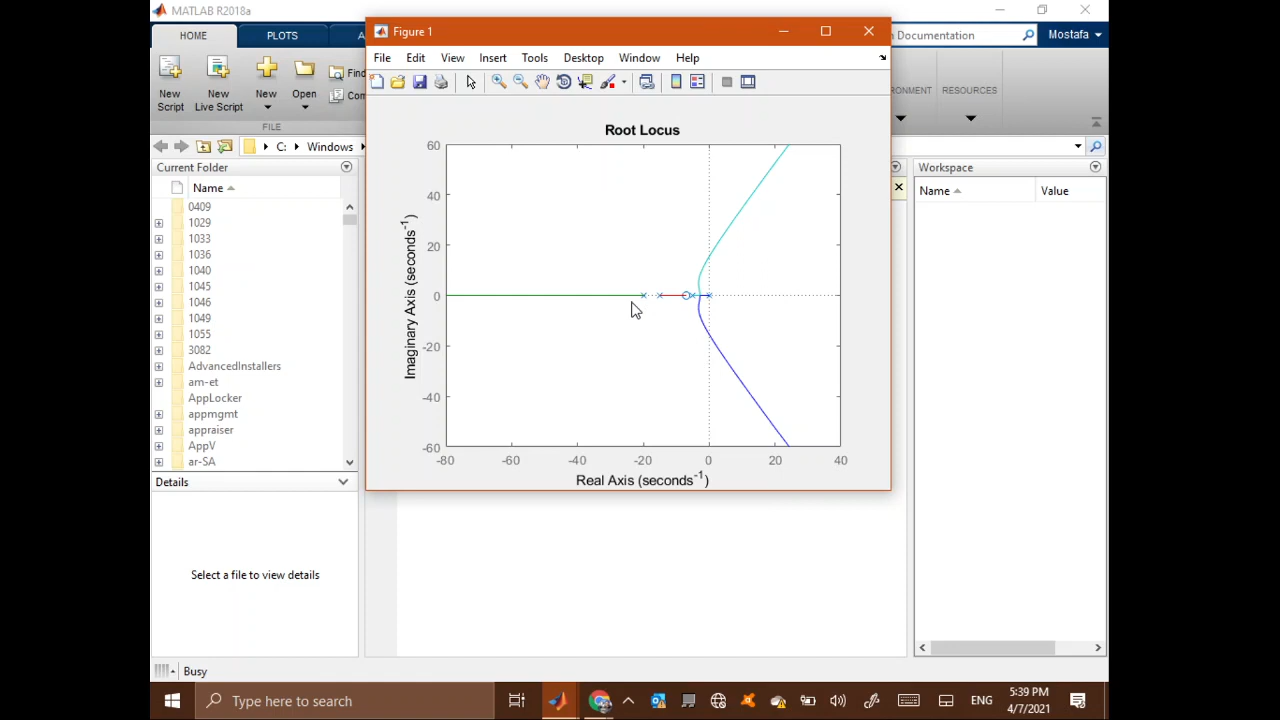 MATLAB R2018a
HOME
PLOTS
A
Documentation
Mostafa
New
Script
New
Live Script
New
Open
Find
Com
FILE
RONMENT
RESOURCES
C:
Windows
Current Folder
Name
0409
1029
1033
1036
1040
1045
1046
1049
1055
3082
AdvancedInstallers
am-et
AppLocker
appmgmt
appraiser
AppV
ar-SA
Details
Select a file to view details
Workspace
Name
Value
Figure 1
File Edit View Insert Tools Desktop Window Help
Root Locus
60
40
20
0
-20
-40
-60
-80 -60 -40 -20 0 20 40
Imaginary Axis (seconds⁻¹)
Real Axis (seconds⁻¹)
Busy
Type here to search
ENG
5:39 PM
4/7/2021